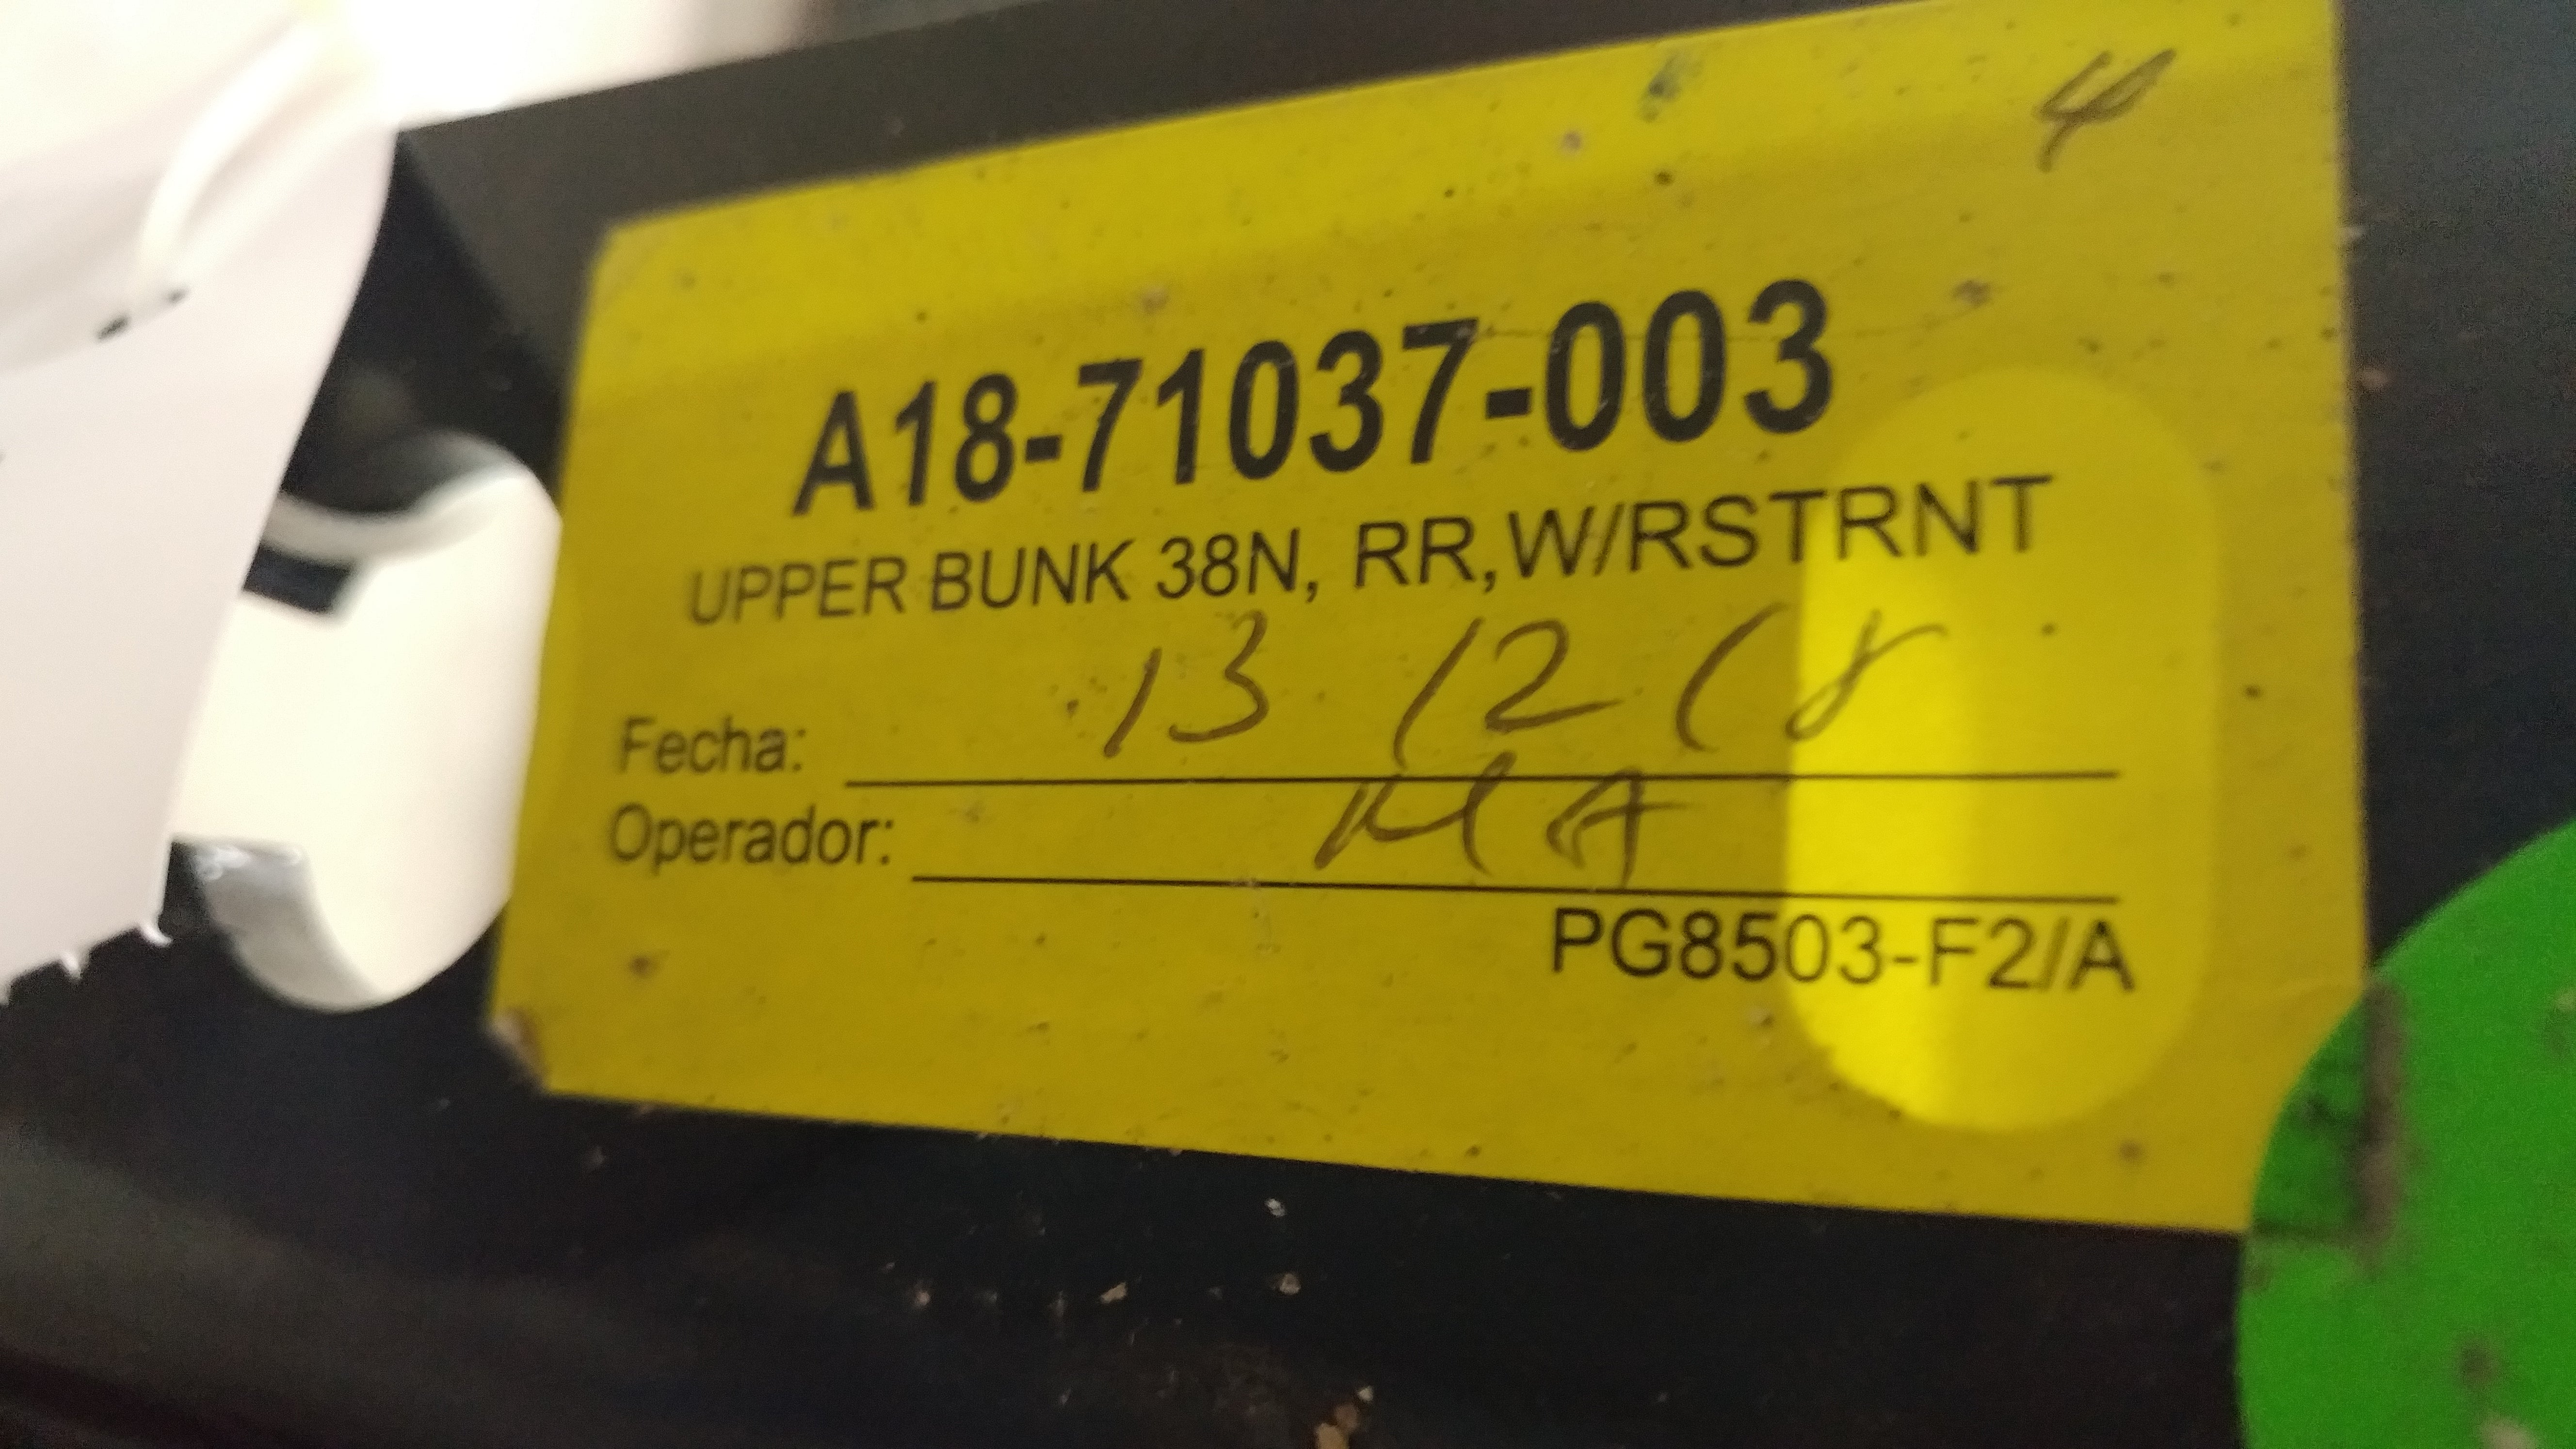 4
A18-71037-003
UPPER BUNK 38N, RR,W/RSTRNT
Fecha: 13 12 18
Operador: MA
PG8503-F2/A